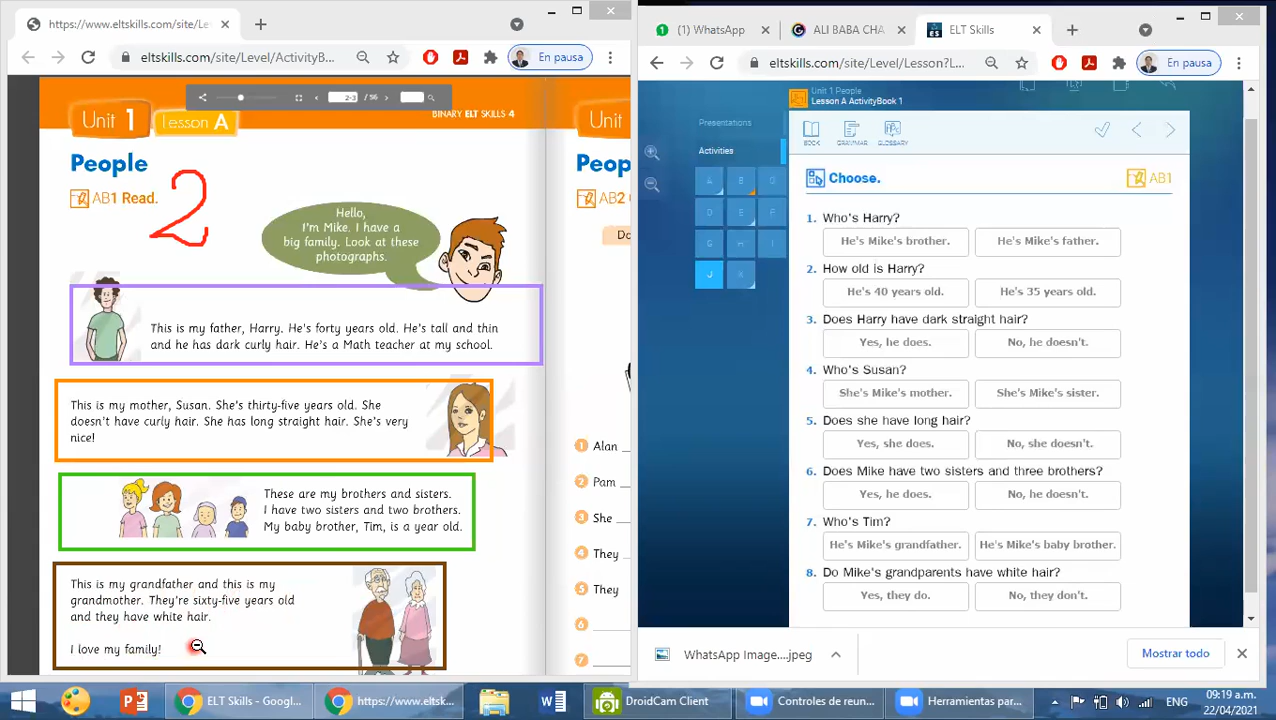 https://www.eltskills.com/site/Les
eltskills.com/site/Level/ActivityB...
En pausa
2-3 / 56
Unit 1 Lesson A
BINARY ELT SKILLS 4
Unit
People
AB1 Read.
2
Hello,
I'm Mike. I have a
big family. Look at these
photographs.
This is my father, Harry. He's forty years old. He's tall and thin
and he has dark curly hair. He's a Math teacher at my school.
This is my mother, Susan. She's thirty-five years old. She
doesn't have curly hair. She has long straight hair. She's very
nice!
These are my brothers and sisters.
I have two sisters and two brothers.
My baby brother, Tim, is a year old.
This is my grandfather and this is my
grandmother. They're sixty-five years old
and they have white hair.
I love my family!
Peop
AB2
Do
1 Alan
2 Pam
3 She
4 They
5 They
6
7
(1) WhatsApp
ALI BABA CHA
ELT Skills
eltskills.com/site/Level/Lesson?L...
En pausa
Unit 1 People
Lesson A ActivityBook 1
Presentations
Activities
A B D
D E F
G H I
J K
BOOK GRAMMAR GLOSSARY
Choose.
AB1
1. Who's Harry?
He's Mike's brother. He's Mike's father.
2. How old is Harry?
He's 40 years old. He's 35 years old.
3. Does Harry have dark straight hair?
Yes, he does. No, he doesn't.
4. Who's Susan?
She's Mike's mother. She's Mike's sister.
5. Does she have long hair?
Yes, she does. No, she doesn't.
6. Does Mike have two sisters and three brothers?
Yes, he does. No, he doesn't.
7. Who's Tim?
He's Mike's grandfather. He's Mike's baby brother.
8. Do Mike's grandparents have white hair?
Yes, they do. No, they don't.
WhatsApp Image....jpeg
Mostrar todo
ELT Skills - Googl...
https://www.eltsk...
DroidCam Client
Controles de reun...
Herramientas par...
ENG
09:19 a.m.
22/04/2021